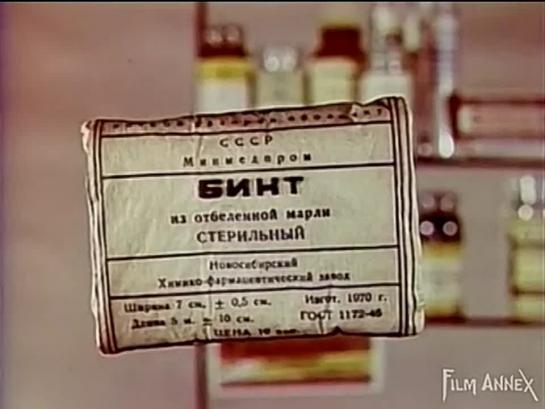 СССР
Минмедпром
БИНТ
из отбеленной марли
СТЕРИЛЬНЫЙ
Новосибирский
Химико-фармацевтический завод
Ширина 7 см. ± 0,5 см. Изгот. 1970 г.
Длина 5 м. ± 10 см. ГОСТ 1172-46
ЦЕНА 10
FILM ANNEX